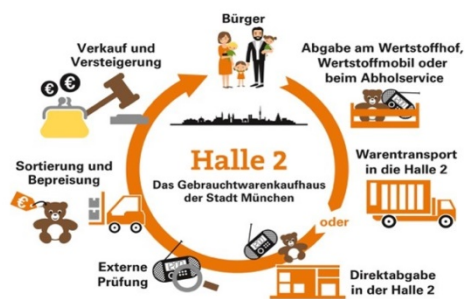 Bürger
Abgabe am Wertstoffhof,
Wertstoffmobil oder
beim Abholservice
Warentransport
in die Halle 2
oder
Direktabgabe
in der Halle 2
Externe
Prüfung
Sortierung und
Bepreisung
Verkauf und
Versteigerung
Halle 2
Das Gebrauchtwarenkaufhaus
der Stadt München
€ €
€